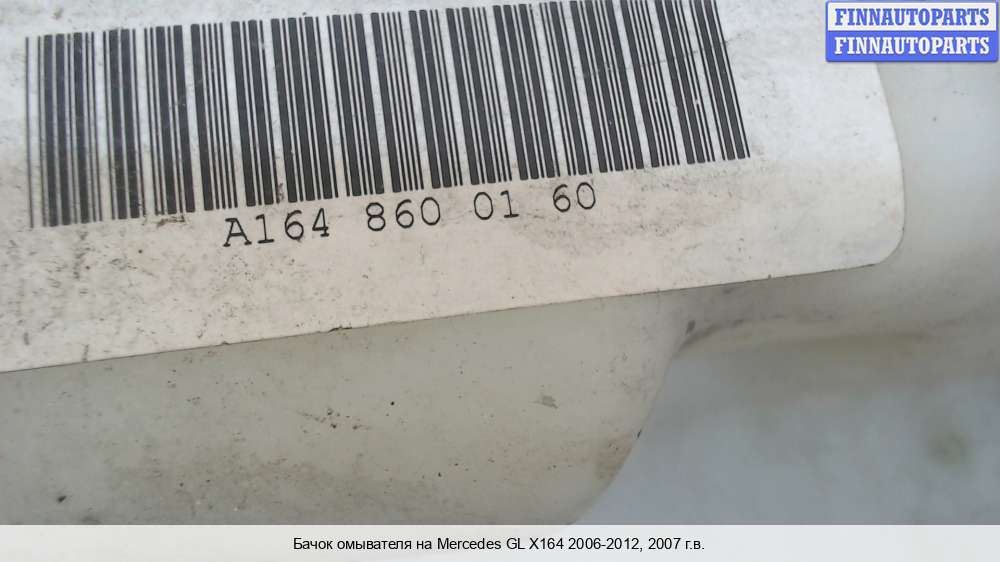 FINNAUTOPARTS
FINNAUTOPARTS
A164 860 01 60
Бачок омывателя на Mercedes GL X164 2006-2012, 2007 г.в.